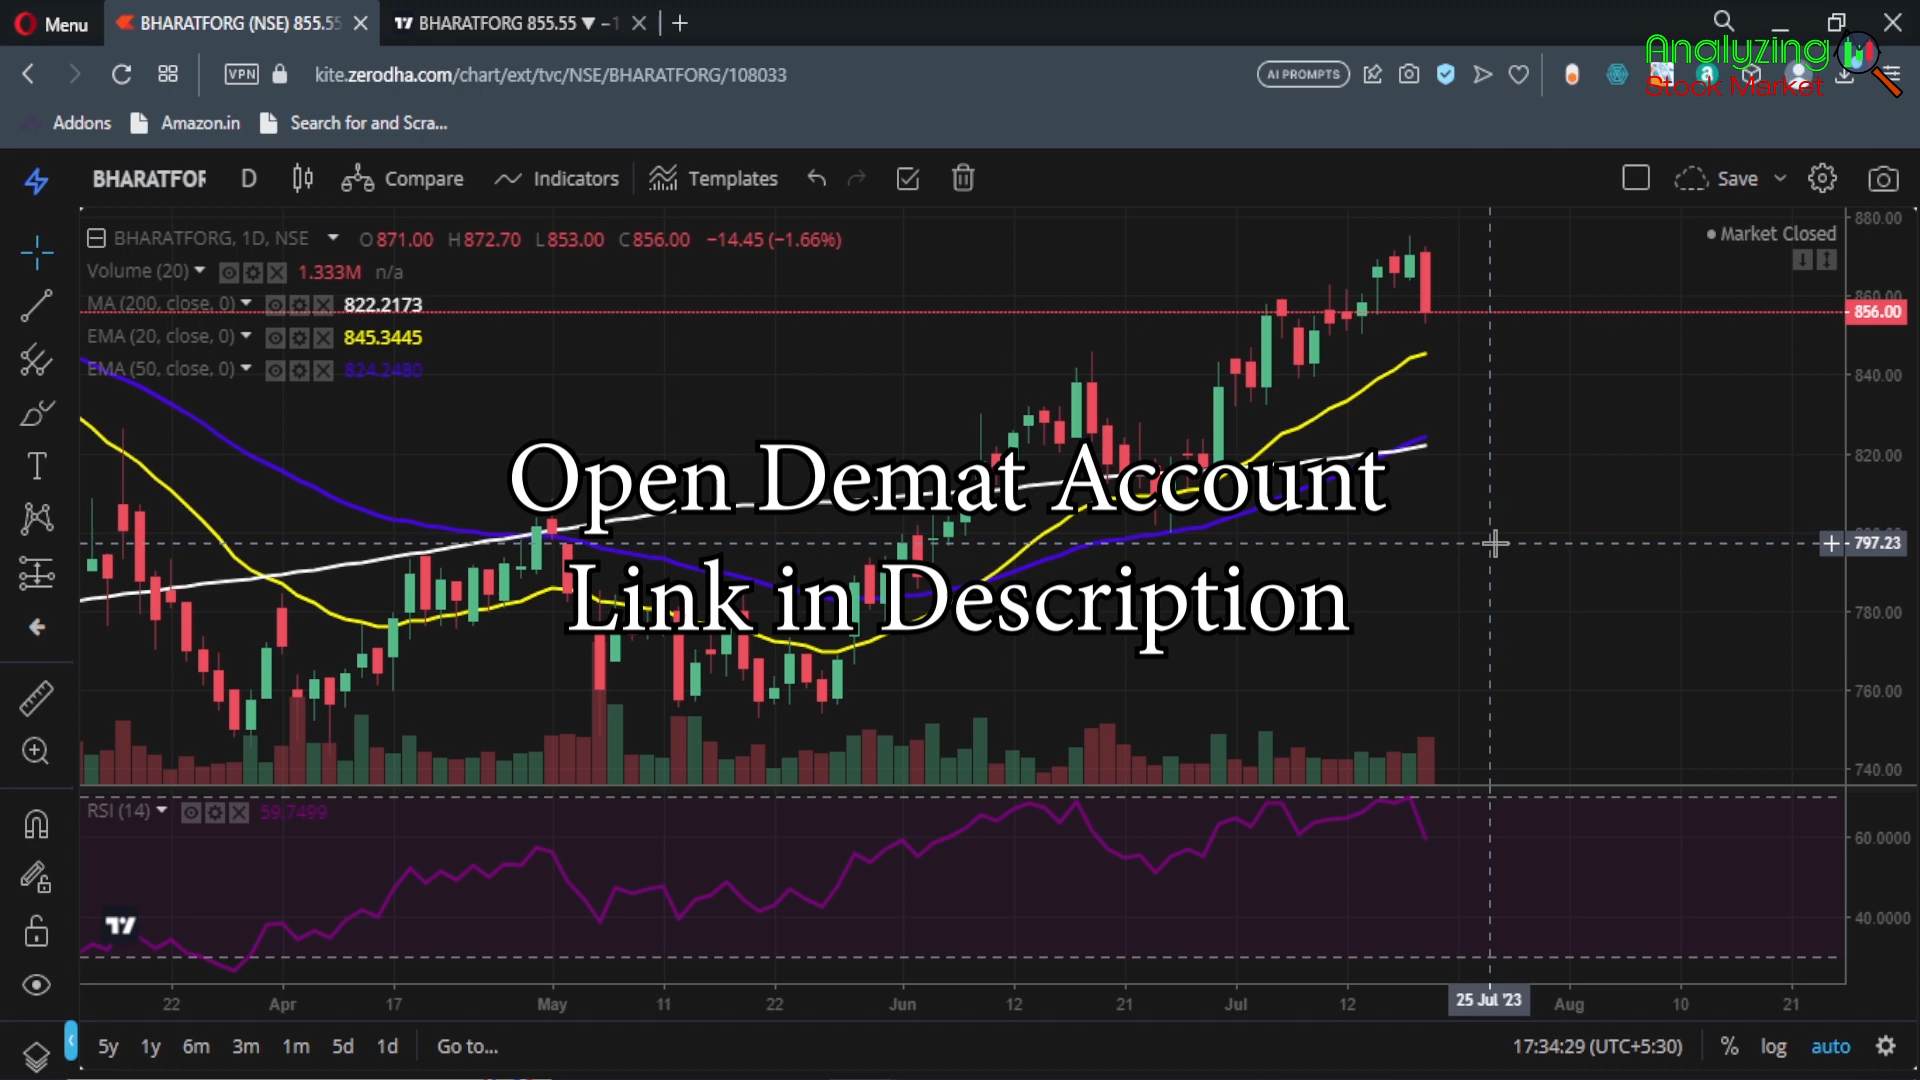 Menu
BHARATFORG (NSE) 855.55
BHARATFORG 855.55 ▼ −1
VPN
kite.zerodha.com/chart/ext/tvc/NSE/BHARATFORG/108033
AI PROMPTS
Analyzing
Stock Market
Addons
Amazon.in
Search for and Scra...
BHARATFOR
D
Compare
Indicators
Templates
Save
BHARATFORG, 1D, NSE
O871.00 H872.70 L853.00 C856.00 −14.45 (−1.66%)
Market Closed
Volume (20)
1.333M n/a
MA (200, close, 0)
822.2173
EMA (20, close, 0)
845.3445
EMA (50, close, 0)
824.2480
880.00
856.00
840.00
820.00
797.23
780.00
760.00
740.00
Open Demat Account
Link in Description
RSI (14)
59.7499
60.0000
40.0000
22 Apr 17 May 11 22 Jun 12 21 Jul 12 25 Jul '23 Aug 10 21
5y 1y 6m 3m 1m 5d 1d Go to...
17:34:29 (UTC+5:30) % log auto